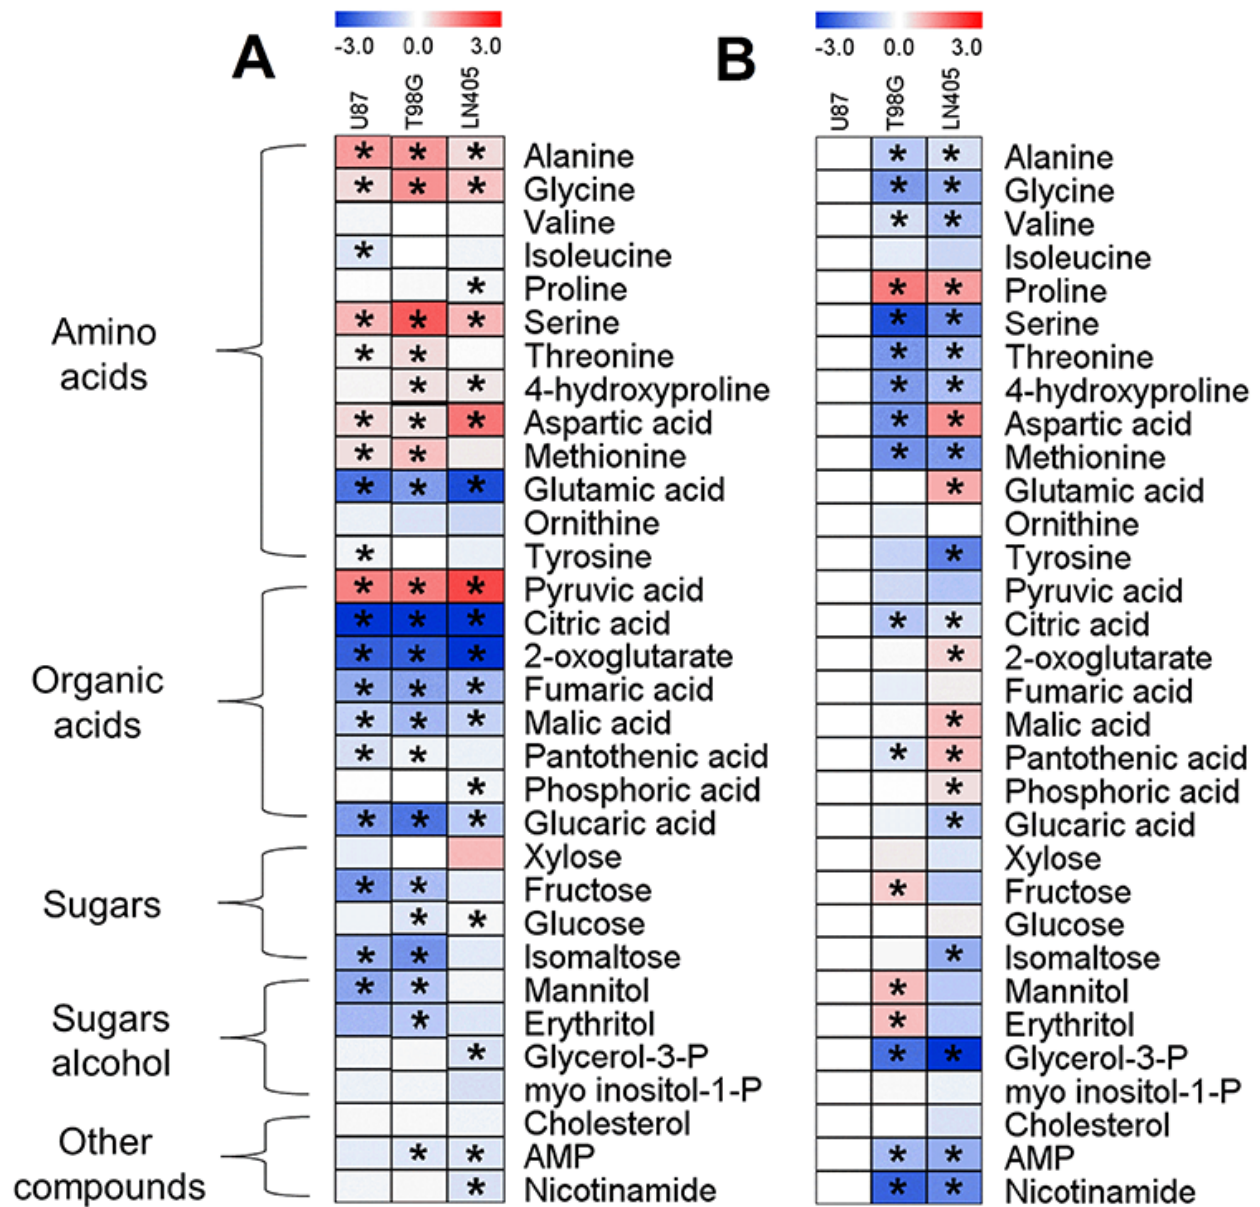 A
-3.0 0.0 3.0
U87 T98G LN405
Amino
acids
* * * Alanine
* * * Glycine
Valine
* Isoleucine
* Proline
* * * Serine
* * Threonine
* * 4-hydroxyproline
* * * Aspartic acid
* * Methionine
* * * Glutamic acid
Ornithine
* Tyrosine
Organic
acids
* * * Pyruvic acid
* * * Citric acid
* * * 2-oxoglutarate
* * * Fumaric acid
* * * Malic acid
* * Pantothenic acid
* Phosphoric acid
* * * Glucaric acid
Sugars
Xylose
* * Fructose
* * Glucose
* * Isomaltose
Sugars
alcohol
* * Mannitol
* Erythritol
* Glycerol-3-P
myo inositol-1-P
Other
compounds
Cholesterol
* * AMP
* Nicotinamide
B
-3.0 0.0 3.0
U87 T98G LN405
* * Alanine
* * Glycine
* * Valine
Isoleucine
* * Proline
* * Serine
* * Threonine
* * 4-hydroxyproline
* * Aspartic acid
* * Methionine
* Glutamic acid
Ornithine
* Tyrosine
Pyruvic acid
* * Citric acid
* 2-oxoglutarate
Fumaric acid
* Malic acid
* * Pantothenic acid
* Phosphoric acid
* Glucaric acid
Xylose
* Fructose
Glucose
* Isomaltose
* Mannitol
* Erythritol
* * Glycerol-3-P
myo inositol-1-P
Cholesterol
* * AMP
* * Nicotinamide